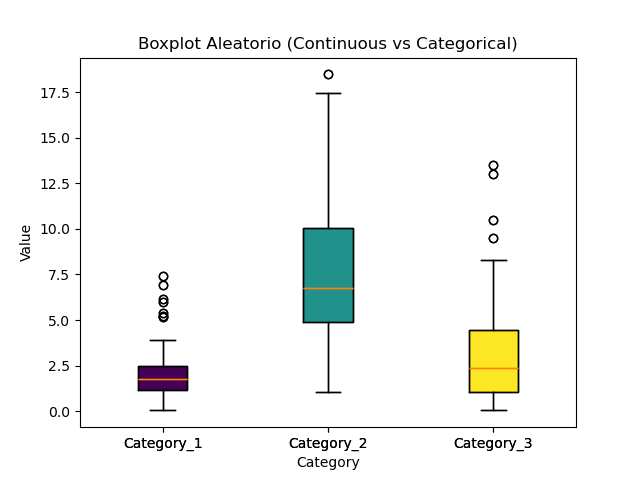 Boxplot Aleatorio (Continuous vs Categorical)
Value
17.5
15.0
12.5
10.0
7.5
5.0
2.5
0.0
Category_1 Category_2 Category_3
Category